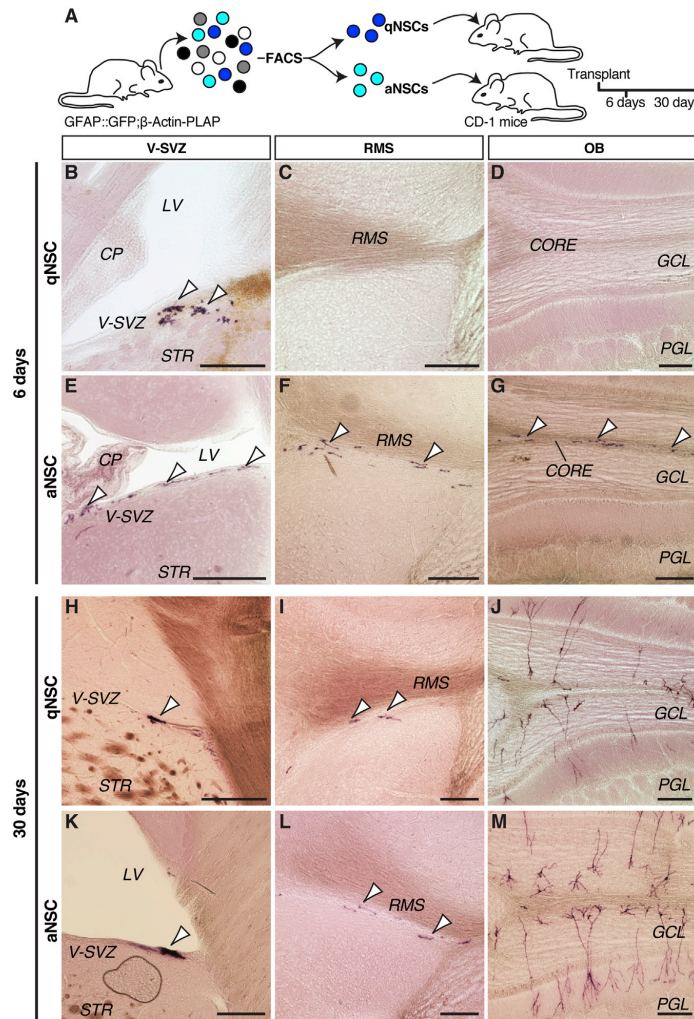 A
qNSCs
FACS
aNSCs
Transplant
6 days 30 day
GFAP::GFP;β-Actin-PLAP
CD-1 mice
V-SVZ RMS OB
6 days
qNSC
B LV CP V-SVZ STR
C RMS
D CORE GCL PGL
aNSC
E CP LV V-SVZ STR
F RMS
G CORE GCL PGL
30 days
qNSC
H V-SVZ STR
I RMS
J GCL PGL
aNSC
K LV V-SVZ STR
L RMS
M GCL PGL